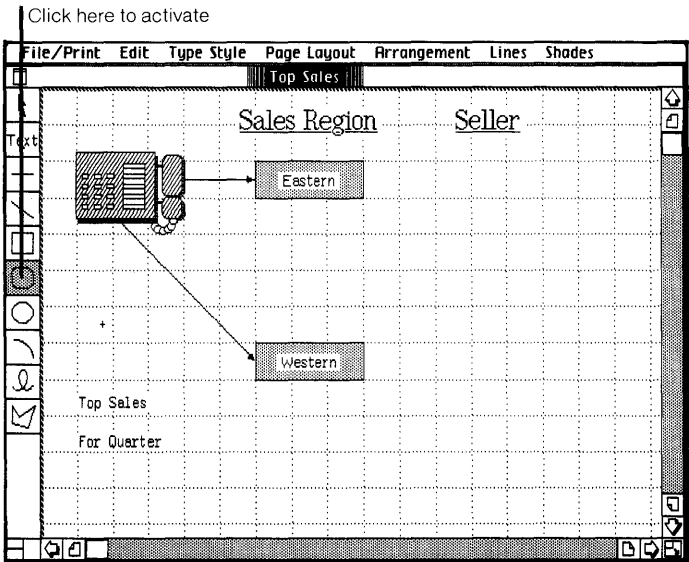 Click here to activate
File/Print Edit Type Style Page Layout Arrangement Lines Shades
Top Sales
Text
Sales Region Seller
Eastern
Western
Top Sales
For Quarter